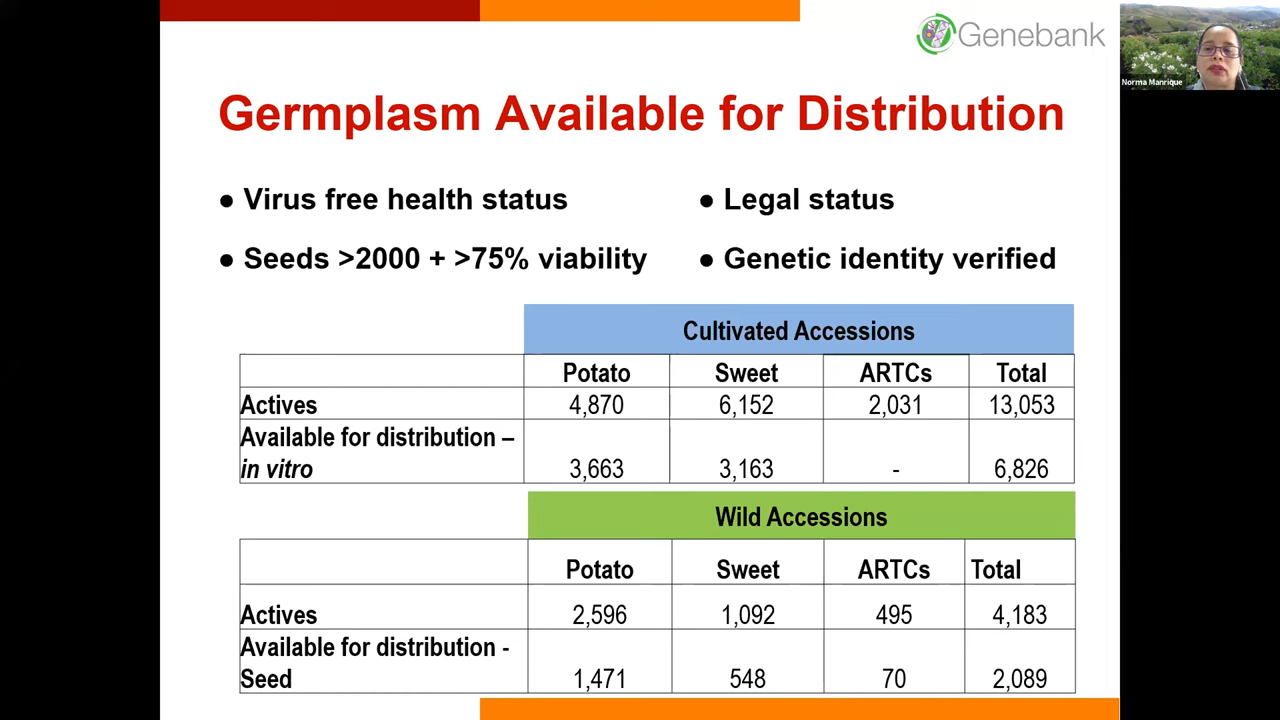 Genebank
Norma Manrique
Germplasm Available for Distribution
● Virus free health status
● Legal status
● Seeds >2000 + >75% viability
● Genetic identity verified
Cultivated Accessions
Potato Sweet ARTCs Total
Actives 4,870 6,152 2,031 13,053
Available for distribution –
in vitro 3,663 3,163 - 6,826
Wild Accessions
Potato Sweet ARTCs Total
Actives 2,596 1,092 495 4,183
Available for distribution -
Seed 1,471 548 70 2,089